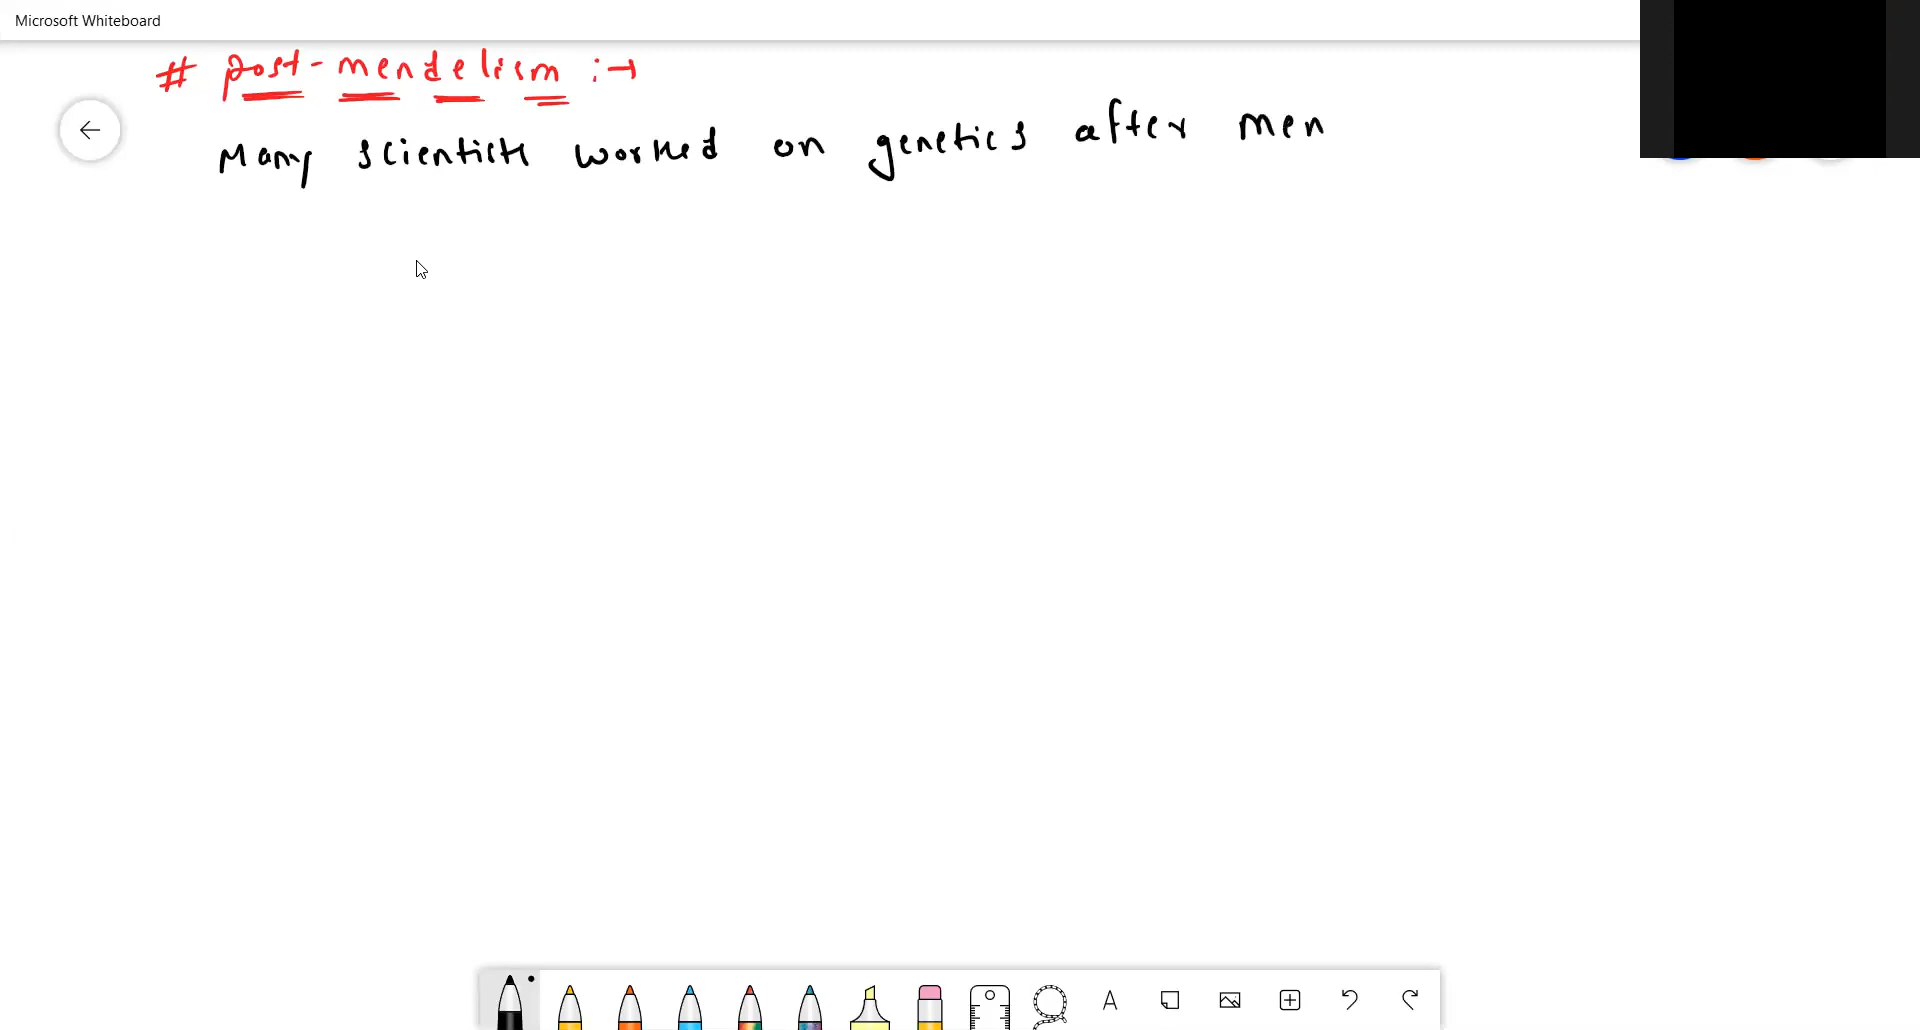 Microsoft Whiteboard
# post-mendelism :-
Many scientists worked on genetics after men